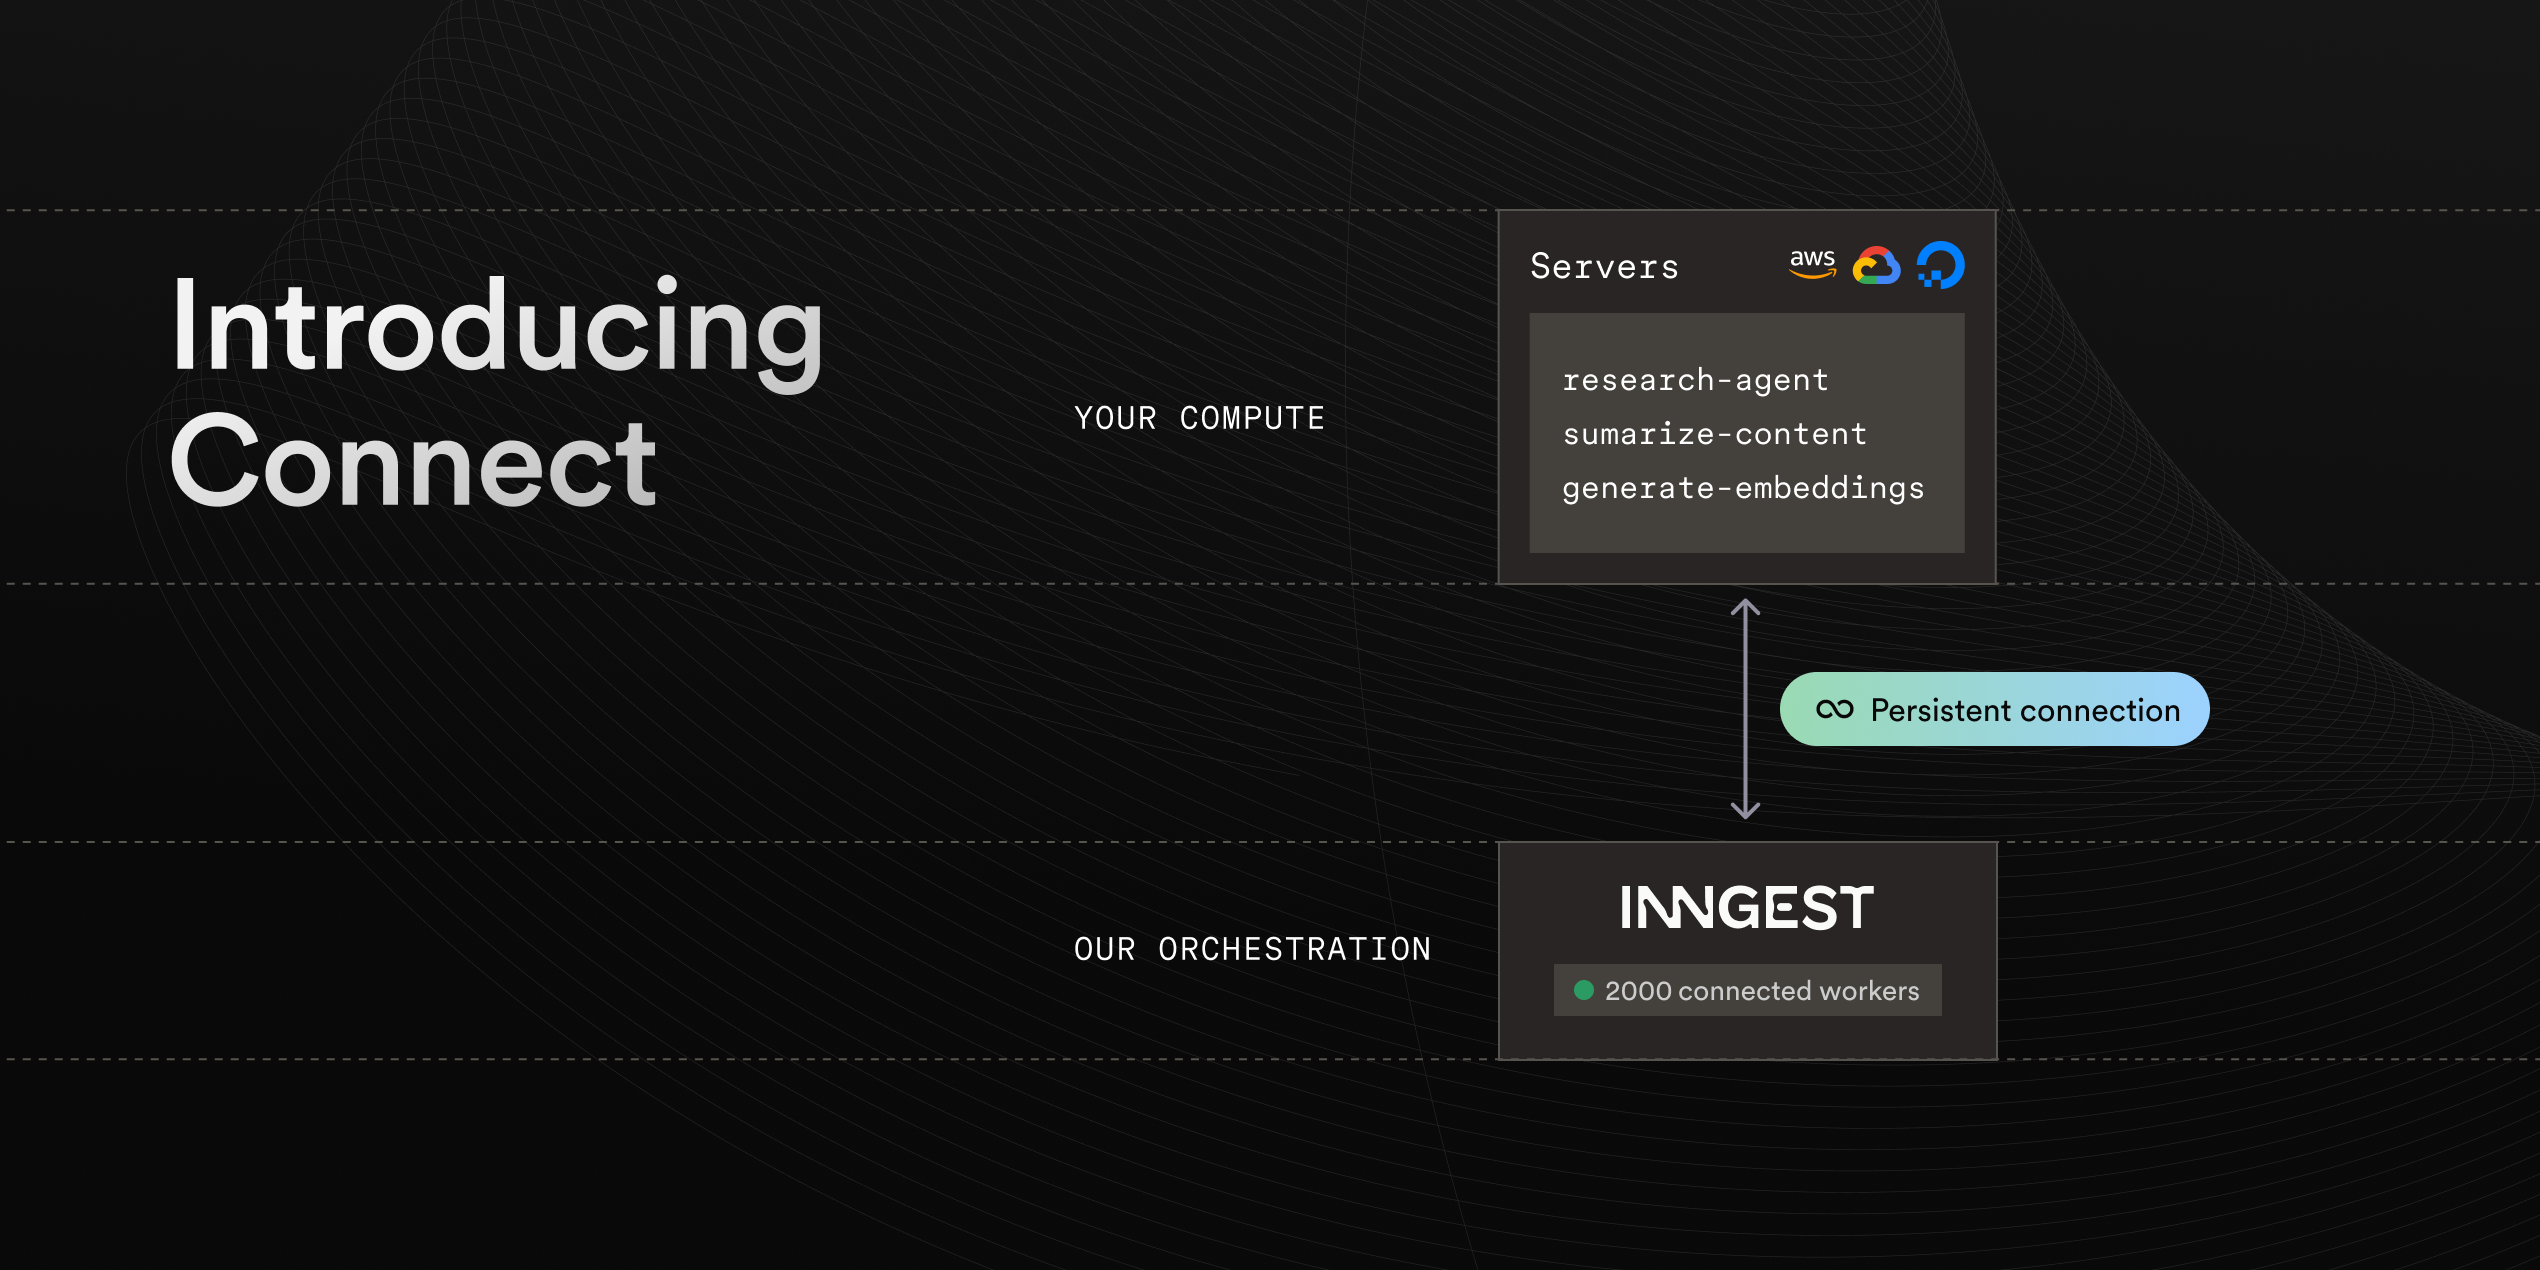 Introducing
Connect
YOUR COMPUTE
Servers
aws
research-agent
sumarize-content
generate-embeddings
Persistent connection
OUR ORCHESTRATION
INNGEST
2000 connected workers